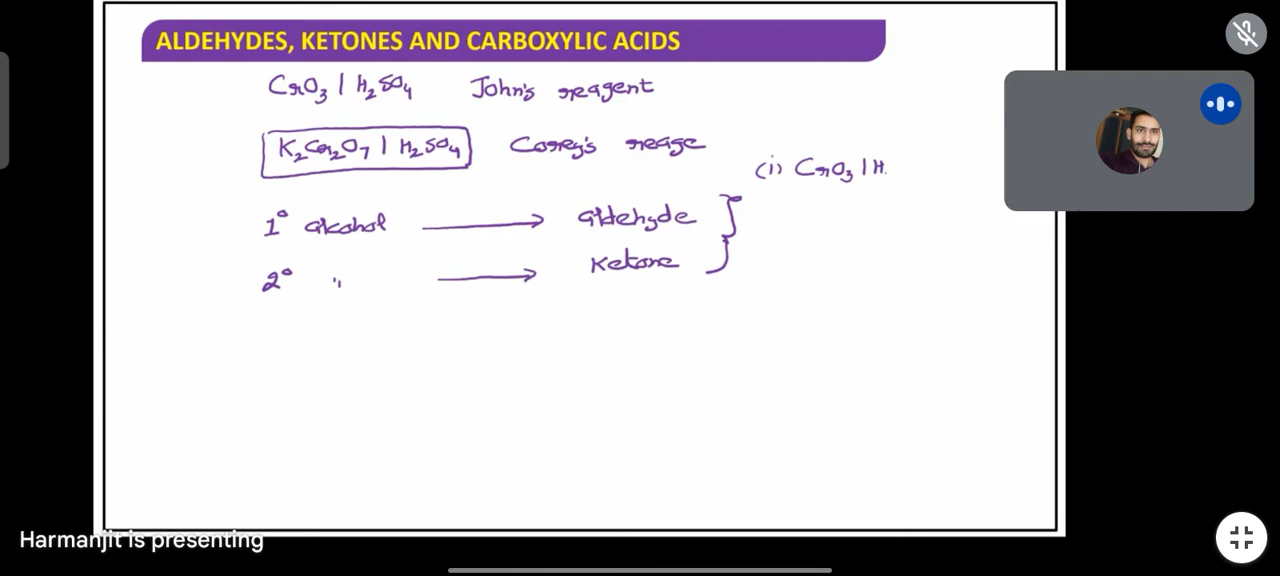 ALDEHYDES, KETONES AND CARBOXYLIC ACIDS
CrO3 | H2SO4 John's reagent
K2Cr2O7 | H2SO4 Corey's reage
(i) CrO3 | H.
1° alcohol ⟶ aldehyde
2° " ⟶ Ketone
Harmanjit is presenting